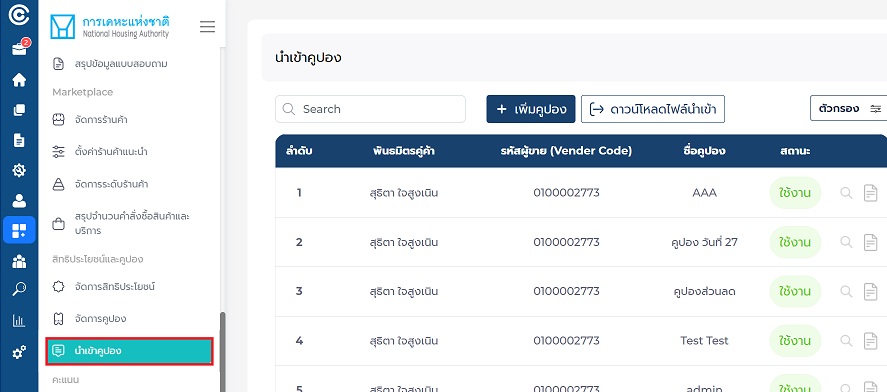 การเคหะแห่งชาติ
National Housing Authority
2
สรุปข้อมูลแบบสอบถาม
Marketplace
จัดการร้านค้า
ตั้งค่าร้านค้าแนะนำ
จัดการระดับร้านค้า
สรุปจำนวนคำสั่งซื้อสินค้าและ
บริการ
สิทธิประโยชน์และคูปอง
จัดการสิทธิประโยชน์
จัดการคูปอง
นำเข้าคูปอง
คะแนน
นำเข้าคูปอง
Search
+ เพิ่มคูปอง
ดาวน์โหลดไฟล์นำเข้า
ตัวกรอง
ลำดับ พันธมิตรคู่ค้า รหัสผู้ขาย (Vender Code) ชื่อคูปอง สถานะ
1 สุธิตา ใจสูงเนิน 0100002773 AAA ใช้งาน
2 สุธิตา ใจสูงเนิน 0100002773 คูปอง วันที่ 27 ใช้งาน
3 สุธิตา ใจสูงเนิน 0100002773 คูปองส่วนลด ใช้งาน
4 สุธิตา ใจสูงเนิน 0100002773 Test Test ใช้งาน
5 สุธิตา ใจสูงเนิน 0100002773 admin ใช้งาน